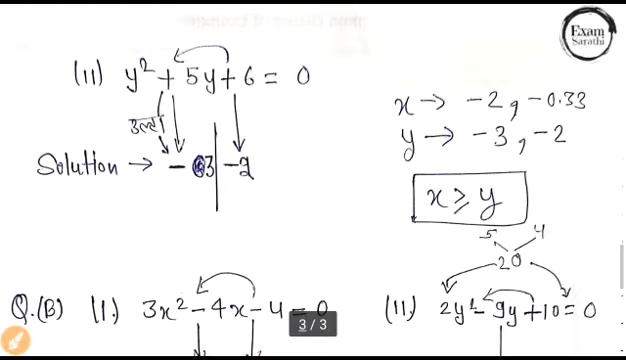 Exam
Sarathi
(II) y² + 5y + 6 = 0
उल्टा
Solution → - 3 | - 2
x → -2, -0.33
y → -3, -2
x ≥ y
5 4
20
Q.(B) (I.) 3x² - 4x - 4 = 0
(II.) 2y² - 9y + 10 = 0
3 / 3